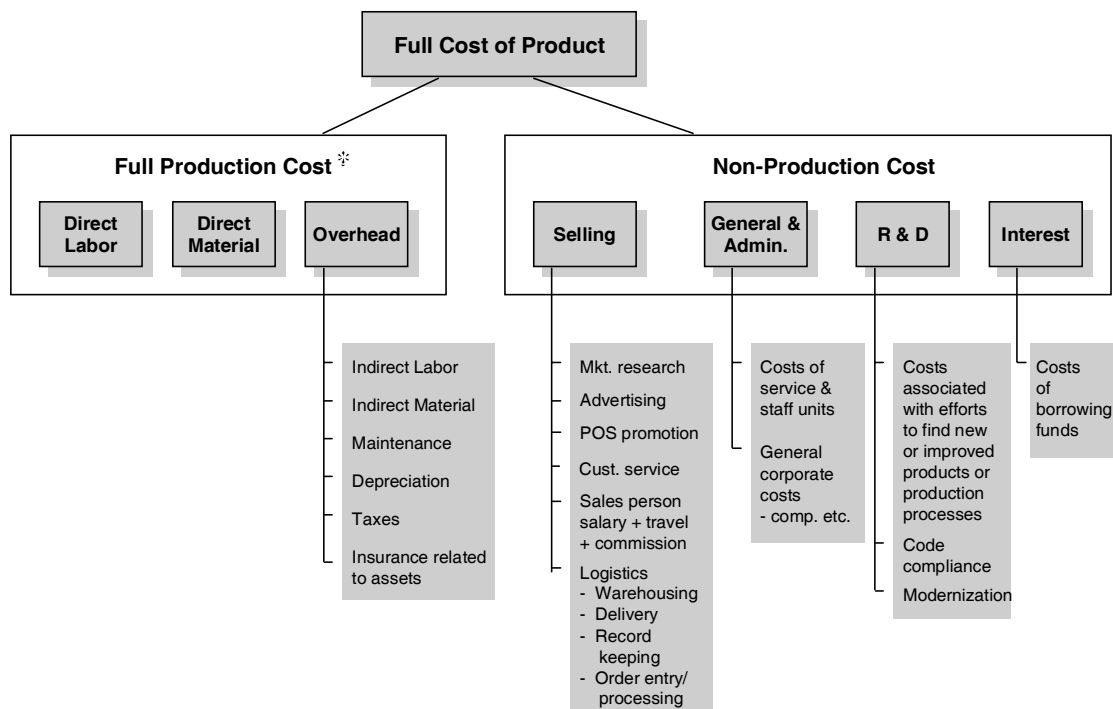 Full Cost of Product
Full Production Cost *
Direct
Labor
Direct
Material
Overhead
Non-Production Cost
Selling
General &
Admin.
R & D
Interest
Indirect Labor
Indirect Material
Maintenance
Depreciation
Taxes
Insurance related
to assets
Mkt. research
Advertising
POS promotion
Cust. service
Sales person
salary + travel
+ commission
Logistics
- Warehousing
- Delivery
- Record
keeping
- Order entry/
processing
Costs of
service &
staff units
General
corporate
costs
- comp. etc.
Costs
associated
with efforts
to find new
or improved
products or
production
processes
Code
compliance
Modernization
Costs
of
borrowing
funds